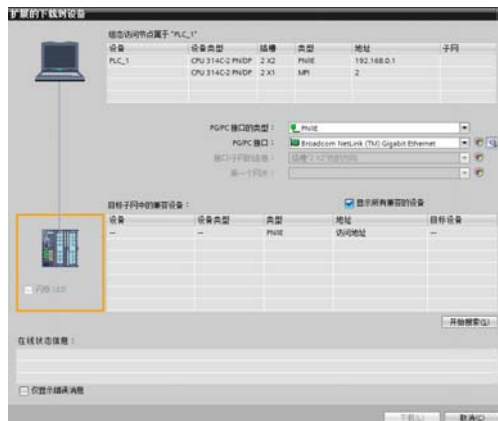 扩展的下载到设备
组态访问节点属于 "PLC_1"
设备 设备类型 插槽 类型 地址 子网
PLC_1 CPU 314C-2 PN/DP 2 X2 PN/IE 192.168.0.1
CPU 314C-2 PN/DP 2 X1 MPI 2
PG/PC 接口的类型： PN/IE
PG/PC 接口： Broadcom NetLink (TM) Gigabit Ethernet
接口/子网的连接： 插槽"2 X2"的方向
第一个网关：
目标子网中的兼容设备： 显示所有兼容的设备
设备 设备类型 类型 地址 目标设备
-- -- PN/IE 访问地址 --
闪烁 LED
开始搜索(S)
在线状态信息：
仅显示错误消息
下载(L) 取消(C)